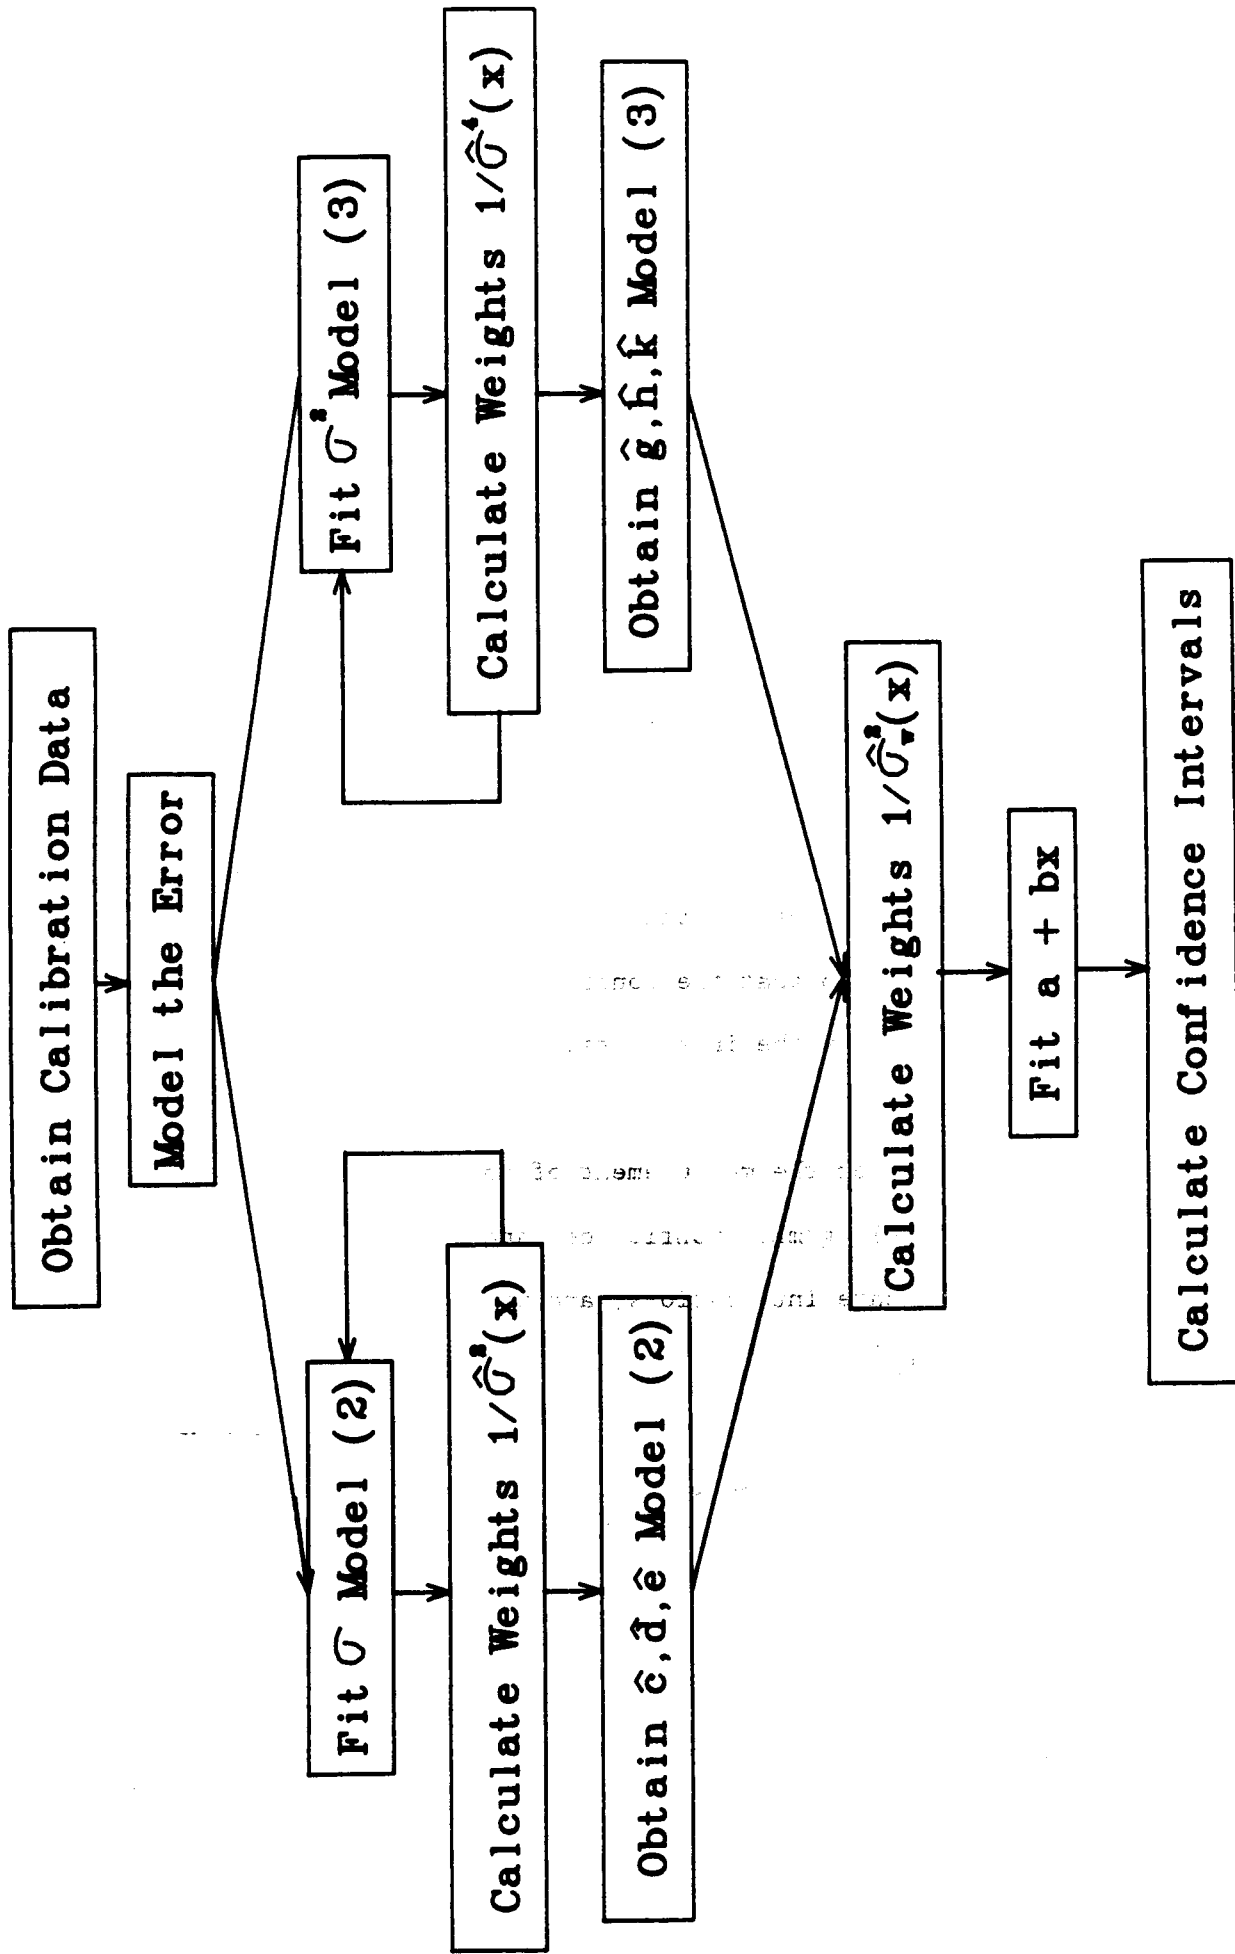 Obtain Calibration Data
Model the Error
Fit σ Model (2)
Calculate Weights 1/σ̂²(x)
Obtain ĉ,d̂,ê Model (2)
Fit σ² Model (3)
Calculate Weights 1/σ̂⁴(x)
Obtain ĝ,ĥ,k̂ Model (3)
Calculate Weights 1/σ̂²w(x)
Fit a + bx
Calculate Confidence Intervals